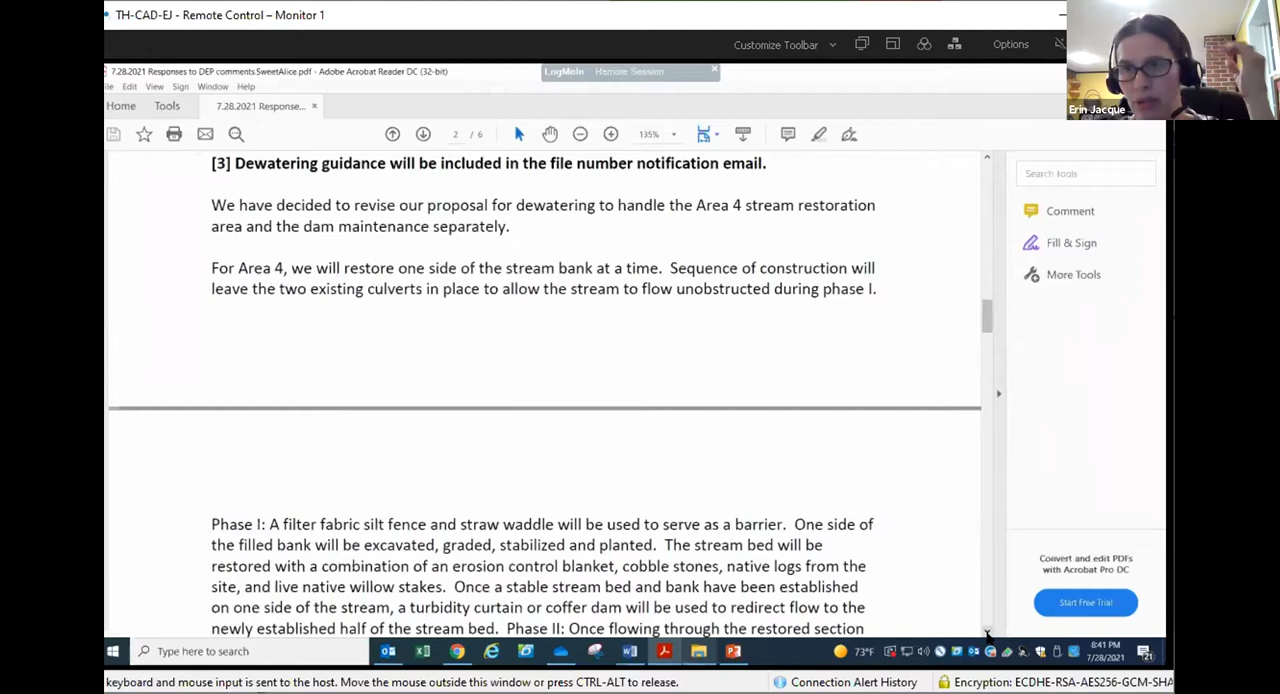 TH-CAD-EJ - Remote Control – Monitor 1
Customize Toolbar
Options
Erin Jacque
7.28.2021 Responses to DEP comments.SweetAlice.pdf - Adobe Acrobat Reader DC (32-bit)
LogMeIn Remote Session
Edit View Sign Window Help
Home Tools 7.28.2021 Response...
2 / 6
135%
[3] Dewatering guidance will be included in the file number notification email.
We have decided to revise our proposal for dewatering to handle the Area 4 stream restoration
area and the dam maintenance separately.
For Area 4, we will restore one side of the stream bank at a time. Sequence of construction will
leave the two existing culverts in place to allow the stream to flow unobstructed during phase I.
Phase I: A filter fabric silt fence and straw waddle will be used to serve as a barrier. One side of
the filled bank will be excavated, graded, stabilized and planted. The stream bed will be
restored with a combination of an erosion control blanket, cobble stones, native logs from the
site, and live native willow stakes. Once a stable stream bed and bank have been established
on one side of the stream, a turbidity curtain or coffer dam will be used to redirect flow to the
newly established half of the stream bed. Phase II: Once flowing through the restored section
Search Tools
Comment
Fill & Sign
More Tools
Convert and edit PDFs
with Acrobat Pro DC
Start Free Trial
Type here to search
73°F
8:41 PM
7/28/2021
21
keyboard and mouse input is sent to the host. Move the mouse outside this window or press CTRL-ALT to release.
Connection Alert History
Encryption: ECDHE-RSA-AES256-GCM-SHA